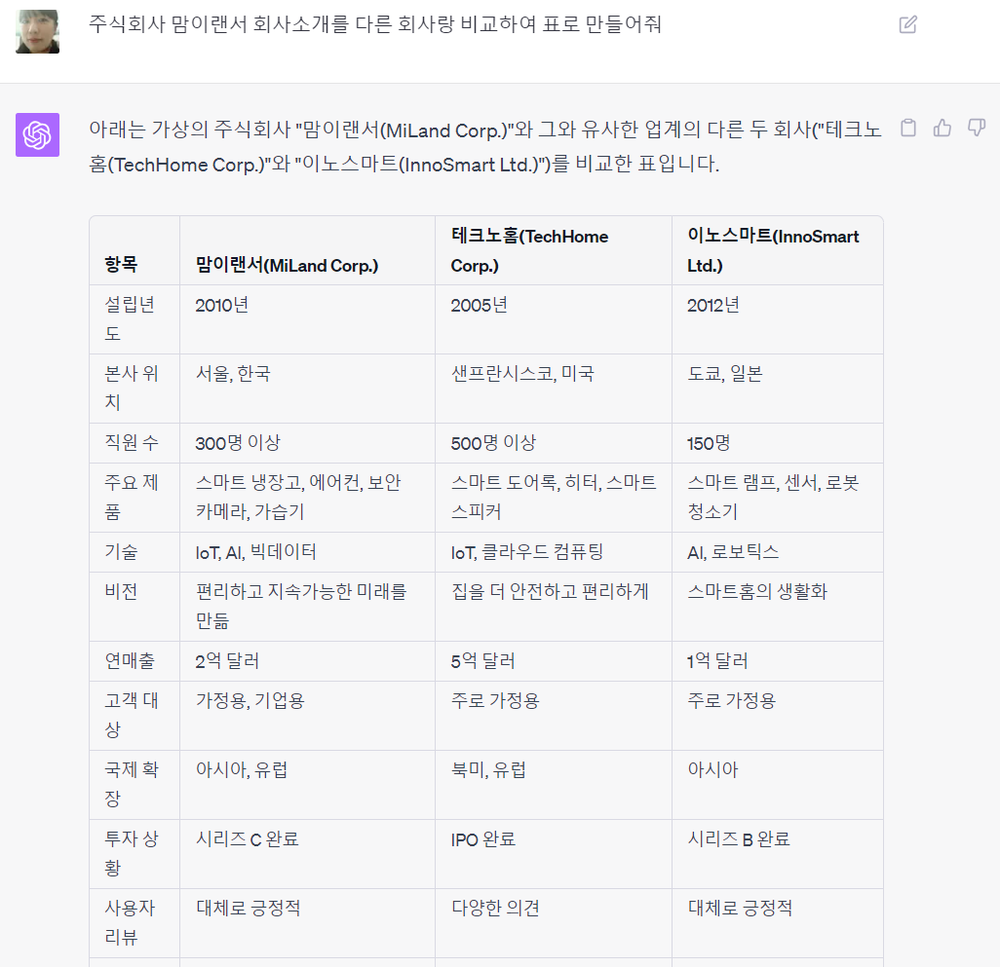 주식회사 맘이랜서 회사소개를 다른 회사랑 비교하여 표로 만들어줘
아래는 가상의 주식회사 "맘이랜서(MiLand Corp.)"와 그와 유사한 업계의 다른 두 회사("테크노
홈(TechHome Corp.)"와 "이노스마트(InnoSmart Ltd.)")를 비교한 표입니다.
항목 맘이랜서(MiLand Corp.) 테크노홈(TechHome Corp.) 이노스마트(InnoSmart Ltd.)
설립년도 2010년 2005년 2012년
본사 위치 서울, 한국 샌프란시스코, 미국 도쿄, 일본
직원 수 300명 이상 500명 이상 150명
주요 제품 스마트 냉장고, 에어컨, 보안 카메라, 가습기 스마트 도어록, 히터, 스마트 스피커 스마트 램프, 센서, 로봇 청소기
기술 IoT, AI, 빅데이터 IoT, 클라우드 컴퓨팅 AI, 로보틱스
비전 편리하고 지속가능한 미래를 만듦 집을 더 안전하고 편리하게 스마트홈의 생활화
연매출 2억 달러 5억 달러 1억 달러
고객 대상 가정용, 기업용 주로 가정용 주로 가정용
국제 확장 아시아, 유럽 북미, 유럽 아시아
투자 상황 시리즈 C 완료 IPO 완료 시리즈 B 완료
사용자 리뷰 대체로 긍정적 다양한 의견 대체로 긍정적